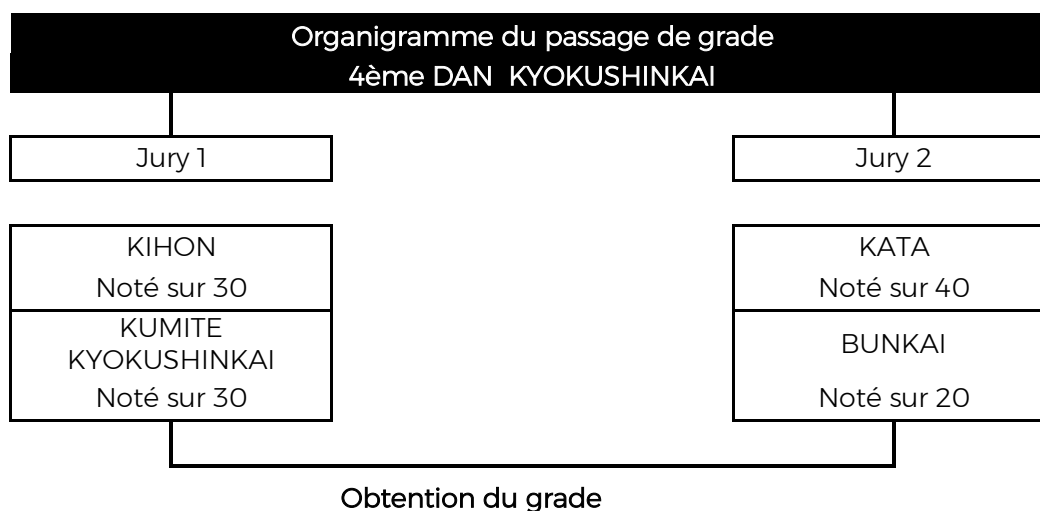 Organigramme du passage de grade
4ème DAN KYOKUSHINKAI
Jury 1
Jury 2
KIHON
Noté sur 30
KUMITE
KYOKUSHINKAI
Noté sur 30
KATA
Noté sur 40
BUNKAI
Noté sur 20
Obtention du grade